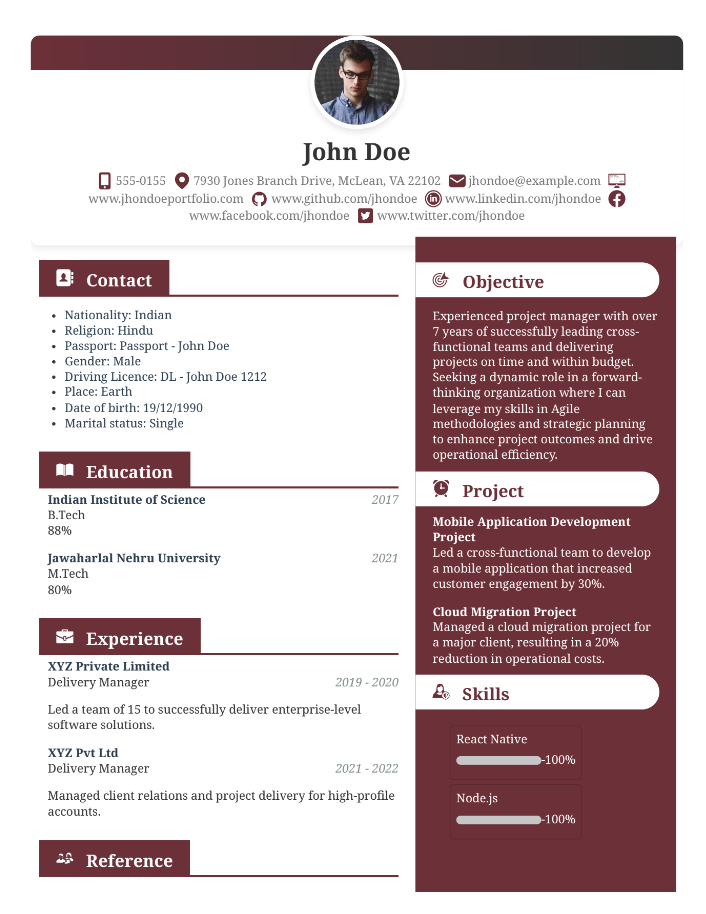 John Doe
555-0155 7930 Jones Branch Drive, McLean, VA 22102 jhondoe@example.com
www.jhondoeportfolio.com www.github.com/jhondoe www.linkedin.com/jhondoe
www.facebook.com/jhondoe www.twitter.com/jhondoe
Contact
• Nationality: Indian
• Religion: Hindu
• Passport: Passport - John Doe
• Gender: Male
• Driving Licence: DL - John Doe 1212
• Place: Earth
• Date of birth: 19/12/1990
• Marital status: Single
Education
Indian Institute of Science 2017
B.Tech
88%
Jawaharlal Nehru University 2021
M.Tech
80%
Experience
XYZ Private Limited
Delivery Manager 2019 - 2020
Led a team of 15 to successfully deliver enterprise-level
software solutions.
XYZ Pvt Ltd
Delivery Manager 2021 - 2022
Managed client relations and project delivery for high-profile
accounts.
Reference
Objective
Experienced project manager with over
7 years of successfully leading cross-
functional teams and delivering
projects on time and within budget.
Seeking a dynamic role in a forward-
thinking organization where I can
leverage my skills in Agile
methodologies and strategic planning
to enhance project outcomes and drive
operational efficiency.
Project
Mobile Application Development
Project
Led a cross-functional team to develop
a mobile application that increased
customer engagement by 30%.
Cloud Migration Project
Managed a cloud migration project for
a major client, resulting in a 20%
reduction in operational costs.
Skills
React Native
-100%
Node.js
-100%